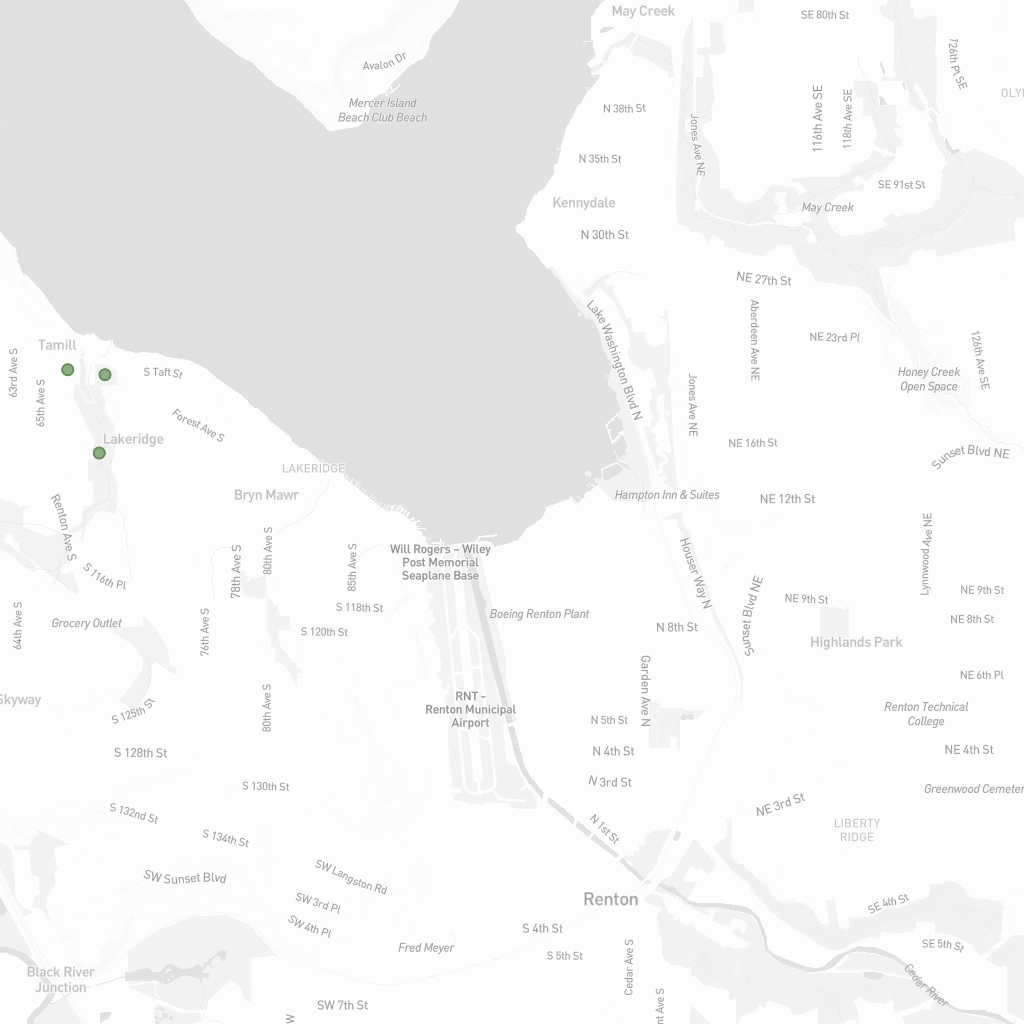 May Creek
SE 80th St
Avalon Dr
126th Pl SE
OLY
Mercer Island
Beach Club Beach
N 38th St
116th Ave SE
118th Ave SE
Jones Ave NE
N 35th St
SE 91st St
Kennydale
May Creek
N 30th St
NE 27th St
Lake Washington Blvd N
Aberdeen Ave NE
NE 23rd Pl
126th Ave SE
Tamill
63rd Ave S
65th Ave S
S Taft St
Honey Creek
Open Space
Jones Ave NE
Forest Ave S
Lakeridge
NE 16th St
Sunset Blvd NE
LAKERIDGE
Bryn Mawr
Hampton Inn & Suites
NE 12th St
Renton Ave S
80th Ave S
78th Ave S
85th Ave S
Will Rogers – Wiley
Post Memorial
Seaplane Base
Houser Way N
Lynnwood Ave NE
S 116th Pl
NE 9th St
NE 9th St
Sunset Blvd NE
64th Ave S
Grocery Outlet
76th Ave S
S 118th St
S 120th St
Boeing Renton Plant
N 8th St
NE 8th St
Highlands Park
Garden Ave N
NE 6th Pl
Skyway
80th Ave S
S 125th St
RNT -
Renton Municipal
Airport
N 5th St
Renton Technical
College
S 128th St
N 4th St
NE 4th St
S 130th St
N 3rd St
Greenwood Cemeter
NE 3rd St
S 132nd St
N 1st St
LIBERTY
RIDGE
S 134th St
SW Sunset Blvd
SW Langston Rd
SW 3rd Pl
Renton
SE 4th St
SW 4th Pl
Fred Meyer
S 4th St
SE 5th St
S 5th St
Cedar Ave S
Black River
Junction
Cedar River
SW 7th St
W
nt Ave S